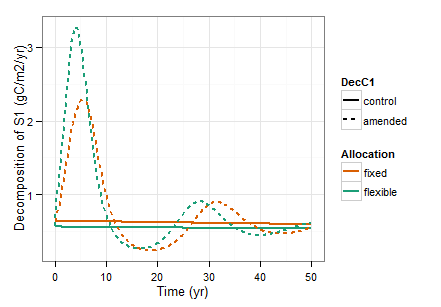 Decomposition of S1 (gC/m2/yr)
3
2
1
0
10
20
30
40
50
Time (yr)
DecC1
control
amended
Allocation
fixed
flexible